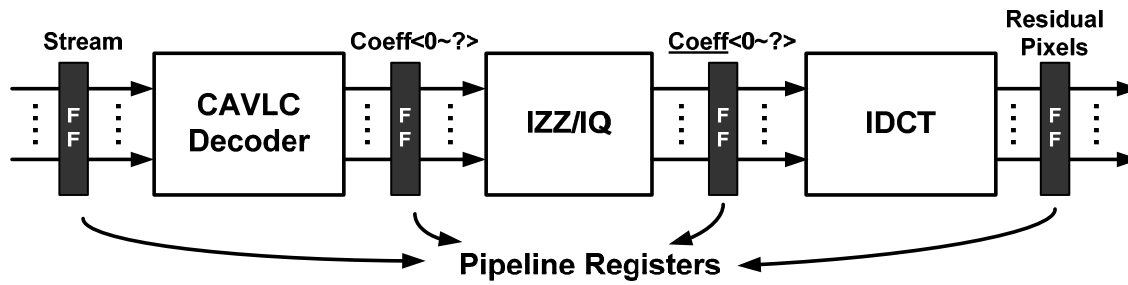 Stream
Coeff<0~?>
Coeff<0~?>
Residual
Pixels
FF
CAVLC
Decoder
FF
IZZ/IQ
FF
IDCT
FF
Pipeline Registers